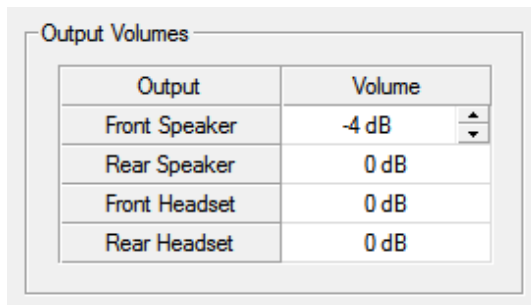 Output Volumes
Output Volume
Front Speaker -4 dB
Rear Speaker 0 dB
Front Headset 0 dB
Rear Headset 0 dB